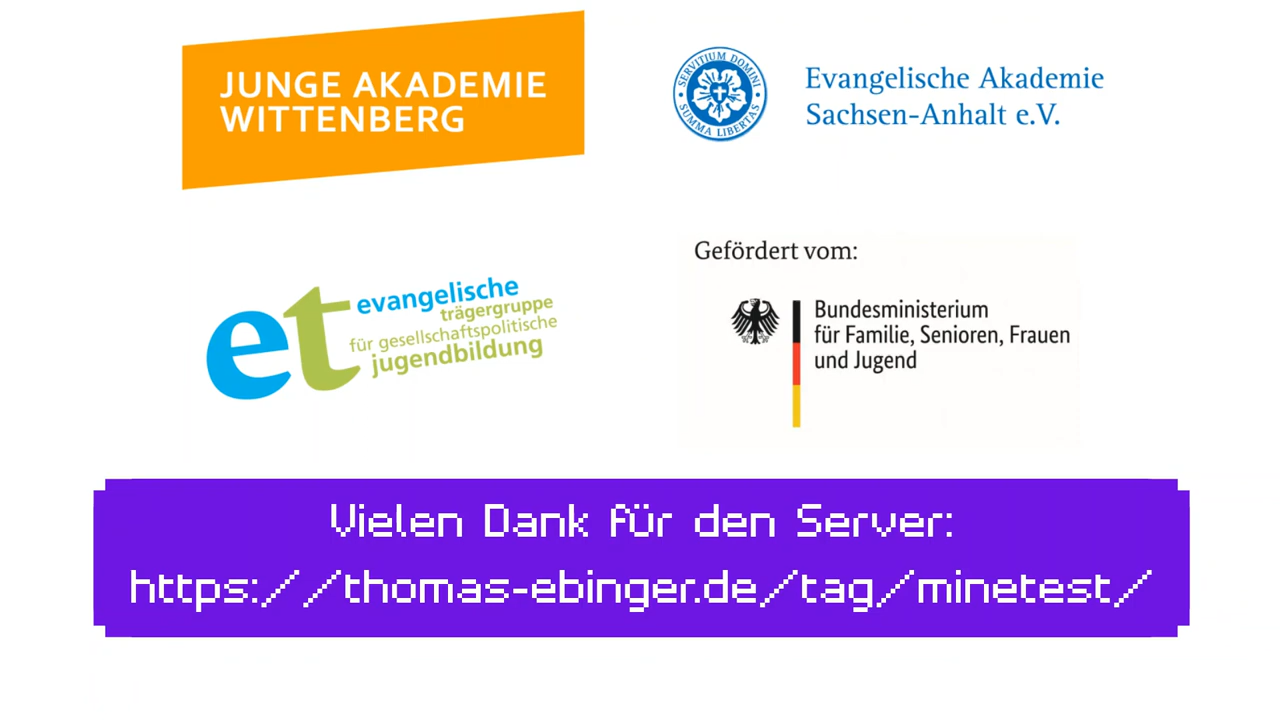 JUNGE AKADEMIE
WITTENBERG
· SERVITIUM DOMINI ·
SUMMA LIBERTAS
Evangelische Akademie
Sachsen-Anhalt e.V.
et
evangelische
trägergruppe
für gesellschaftspolitische
jugendbildung
Gefördert vom:
Bundesministerium
für Familie, Senioren, Frauen
und Jugend
Vielen Dank für den Server:
https://thomas-ebinger.de/tag/minetest/